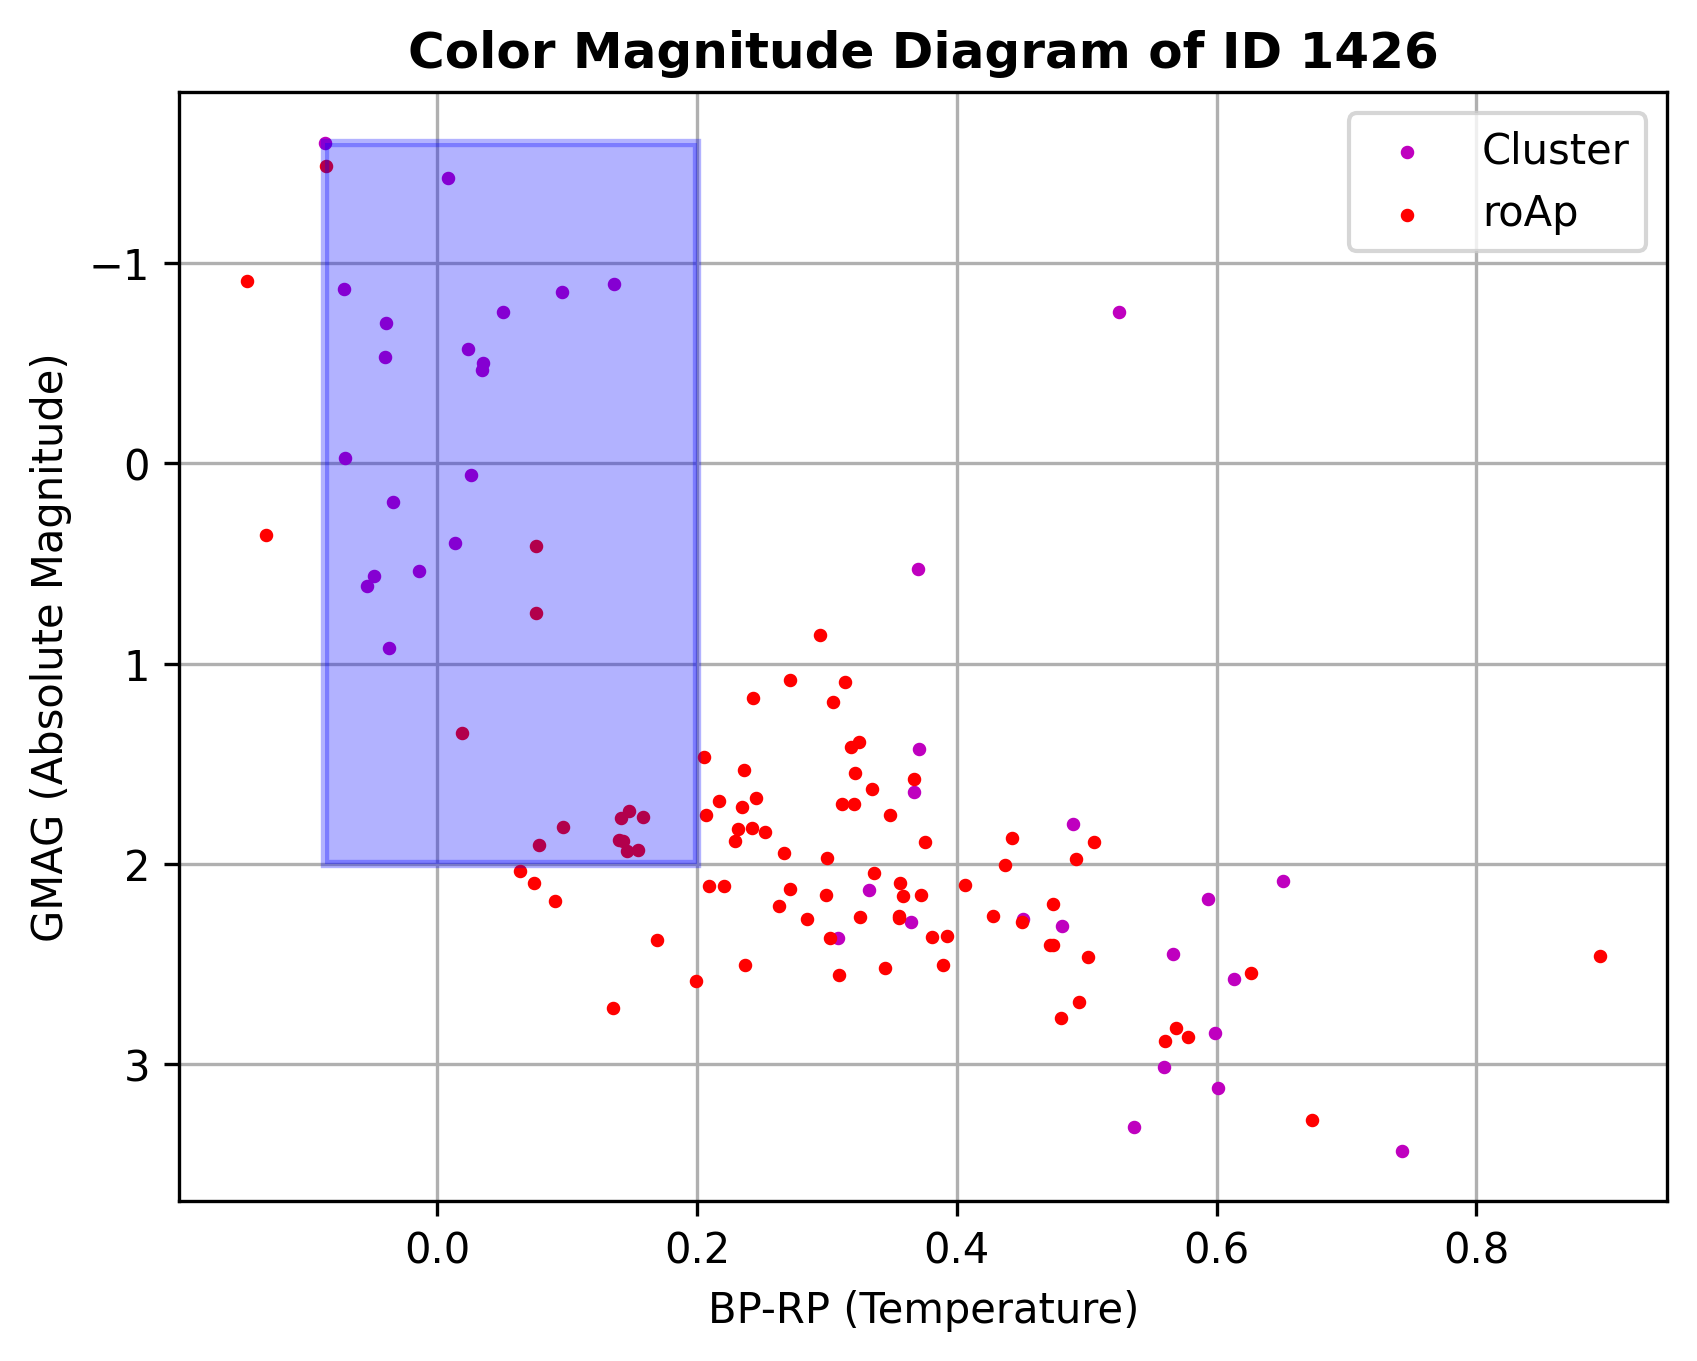 Color Magnitude Diagram of ID 1426
Cluster
roAp
GMAG (Absolute Magnitude)
−1
0
1
2
3
0.0 0.2 0.4 0.6 0.8
BP-RP (Temperature)